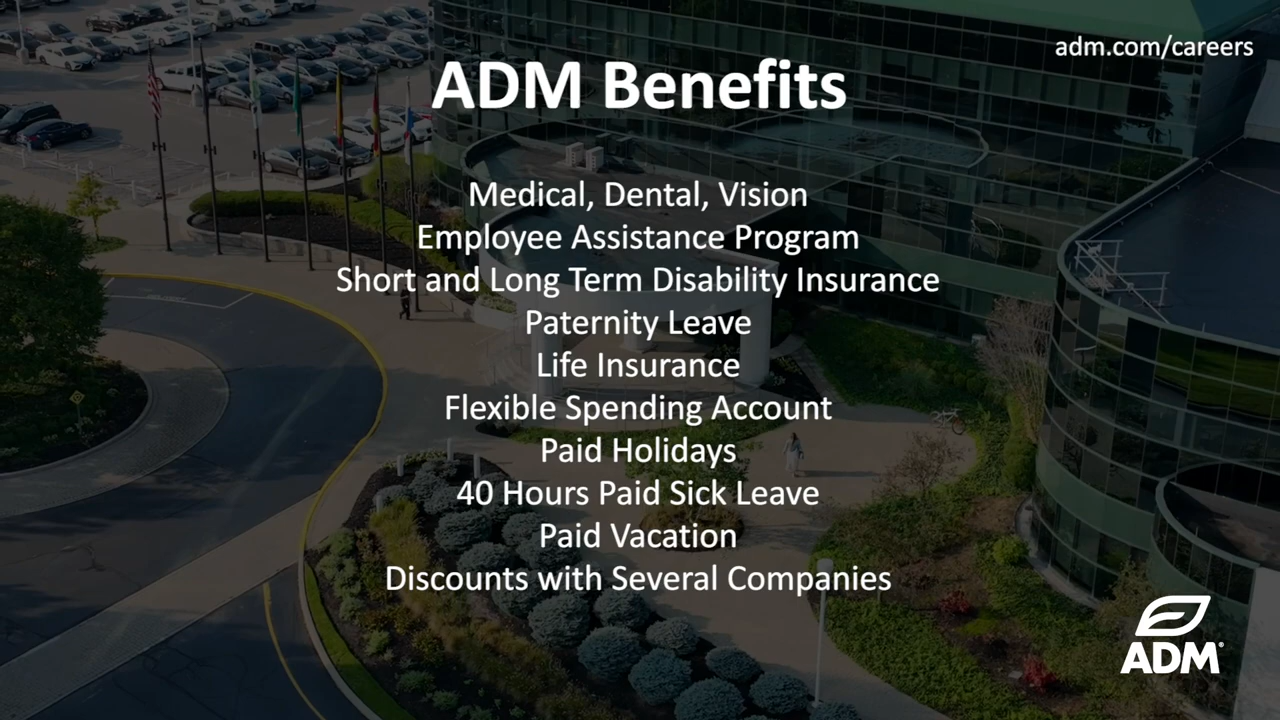 adm.com/careers
ADM Benefits
Medical, Dental, Vision
Employee Assistance Program
Short and Long Term Disability Insurance
Paternity Leave
Life Insurance
Flexible Spending Account
Paid Holidays
40 Hours Paid Sick Leave
Paid Vacation
Discounts with Several Companies
ADM®